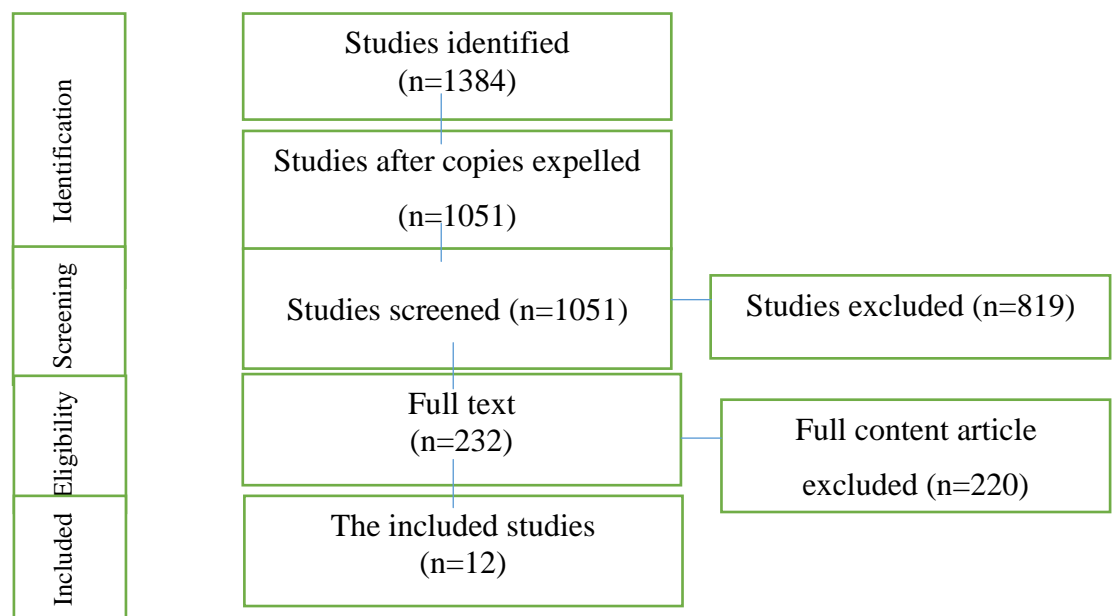 Identification
Studies identified
(n=1384)
Studies after copies expelled
(n=1051)
Screening
Studies screened (n=1051)
Studies excluded (n=819)
Eligibility
Full text
(n=232)
Full content article
excluded (n=220)
Included
The included studies
(n=12)